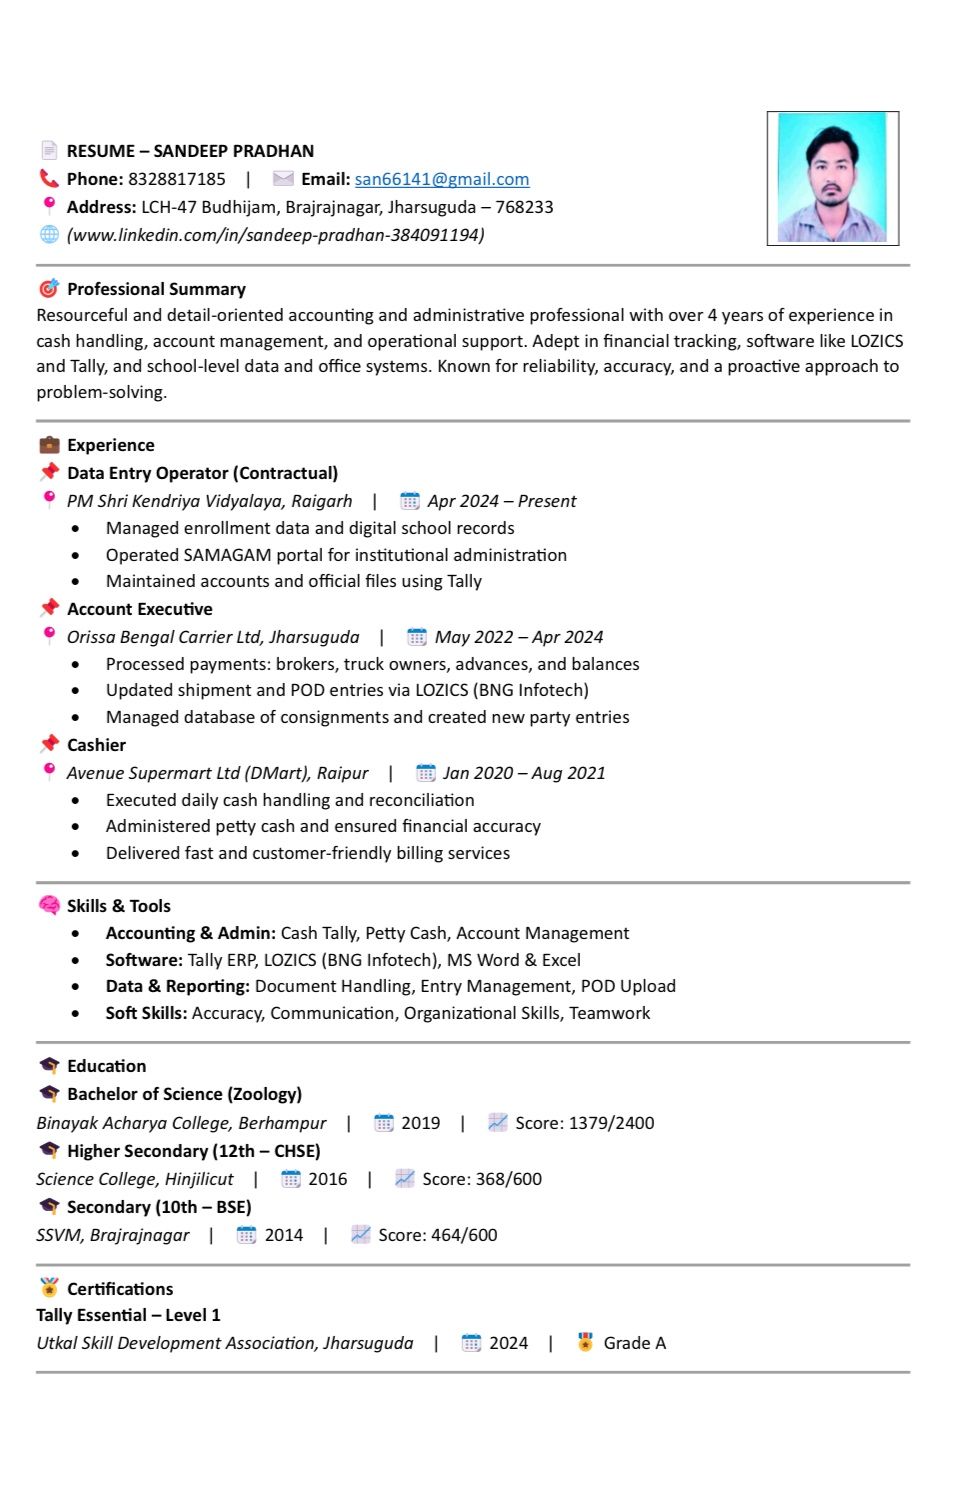 RESUME – SANDEEP PRADHAN
Phone: 8328817185 | Email: san66141@gmail.com
Address: LCH-47 Budhijam, Brajrajnagar, Jharsuguda – 768233
(www.linkedin.com/in/sandeep-pradhan-384091194)
Professional Summary
Resourceful and detail-oriented accounting and administrative professional with over 4 years of experience in
cash handling, account management, and operational support. Adept in financial tracking, software like LOZICS
and Tally, and school-level data and office systems. Known for reliability, accuracy, and a proactive approach to
problem-solving.
Experience
Data Entry Operator (Contractual)
PM Shri Kendriya Vidyalaya, Raigarh | Apr 2024 – Present
• Managed enrollment data and digital school records
• Operated SAMAGAM portal for institutional administration
• Maintained accounts and official files using Tally
Account Executive
Orissa Bengal Carrier Ltd, Jharsuguda | May 2022 – Apr 2024
• Processed payments: brokers, truck owners, advances, and balances
• Updated shipment and POD entries via LOZICS (BNG Infotech)
• Managed database of consignments and created new party entries
Cashier
Avenue Supermart Ltd (DMart), Raipur | Jan 2020 – Aug 2021
• Executed daily cash handling and reconciliation
• Administered petty cash and ensured financial accuracy
• Delivered fast and customer-friendly billing services
Skills & Tools
• Accounting & Admin: Cash Tally, Petty Cash, Account Management
• Software: Tally ERP, LOZICS (BNG Infotech), MS Word & Excel
• Data & Reporting: Document Handling, Entry Management, POD Upload
• Soft Skills: Accuracy, Communication, Organizational Skills, Teamwork
Education
Bachelor of Science (Zoology)
Binayak Acharya College, Berhampur | 2019 | Score: 1379/2400
Higher Secondary (12th – CHSE)
Science College, Hinjilicut | 2016 | Score: 368/600
Secondary (10th – BSE)
SSVM, Brajrajnagar | 2014 | Score: 464/600
Certifications
Tally Essential – Level 1
Utkal Skill Development Association, Jharsuguda | 2024 | Grade A